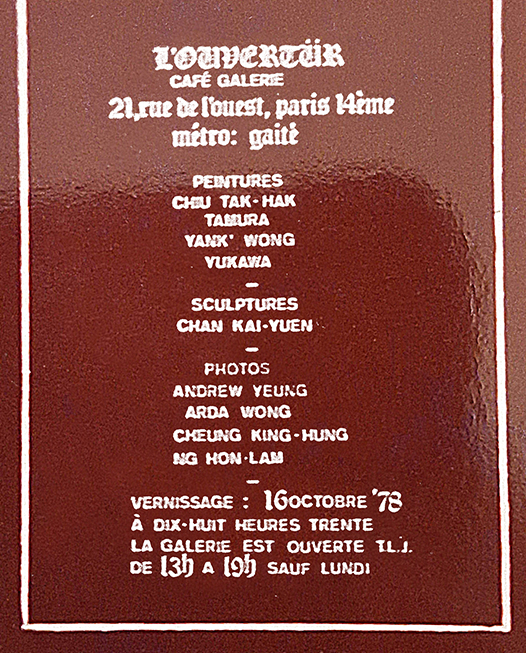 L'OUVERTÜR
CAFÉ GALERIE
21,rue de l'ouest, paris 14ème
métro: gaité
PEINTURES
CHIU TAK-HAK
TAMURA
YANK' WONG
YUKAWA
–
SCULPTURES
CHAN KAI-YUEN
–
PHOTOS
ANDREW YEUNG
ARDA WONG
CHEUNG KING-HUNG
NG HON-LAM
–
VERNISSAGE : 16 OCTOBRE '78
À DIX-HUIT HEURES TRENTE
LA GALERIE EST OUVERTE T.L.J.
DE 13h A 19h SAUF LUNDI